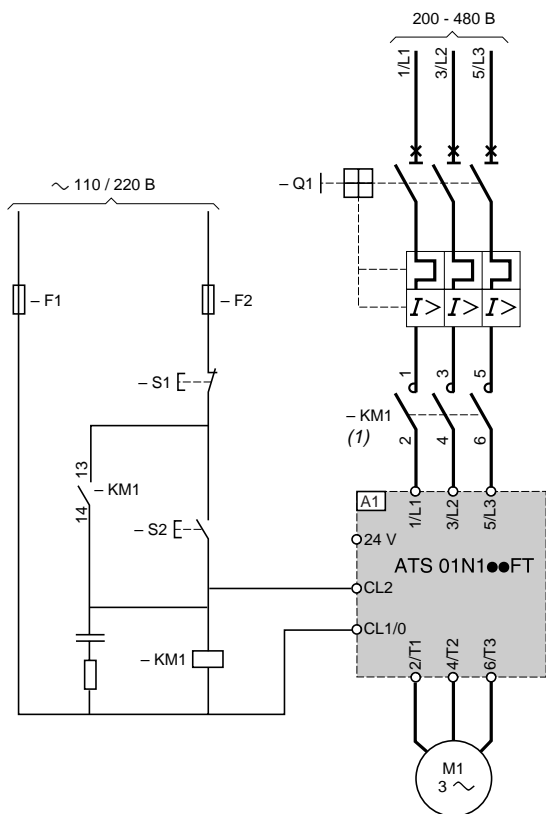 200 - 480 В
1/L1
3/L2
5/L3
– Q1
~ 110 / 220 В
– F1
– F2
I >
I >
I >
– S1
1
3
5
– KM1
(1)
2
4
6
13
14
– KM1
A1
1/L1
3/L2
5/L3
– S2
24 V
ATS 01N1●●FT
CL2
CL1/0
– KM1
2/T1
4/T2
6/T3
M1
3 ~